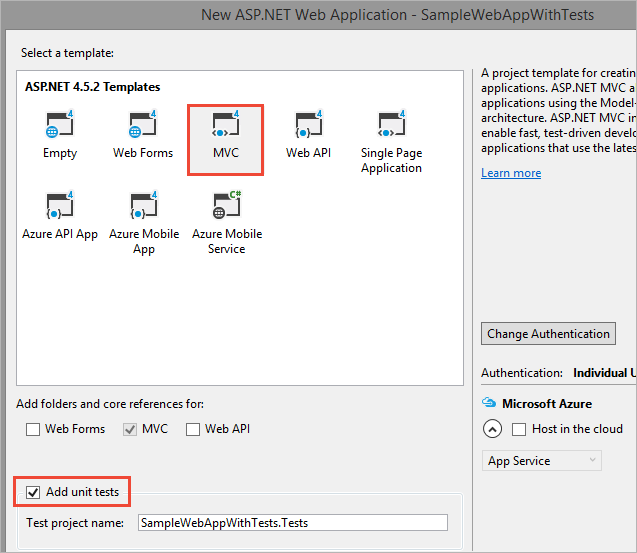 New ASP.NET Web Application - SampleWebAppWithTests
Select a template:
ASP.NET 4.5.2 Templates
4 4 4 4 4
Empty Web Forms MVC Web API Single Page
Application
4 4 C#
Azure API App Azure Mobile Azure Mobile
App Service
A project template for creatin
applications. ASP.NET MVC a
applications using the Model-
architecture. ASP.NET MVC in
enable fast, test-driven develo
applications that use the lates
Learn more
Change Authentication
Authentication: Individual U
Microsoft Azure
Host in the cloud
App Service
Add folders and core references for:
Web Forms MVC Web API
Add unit tests
Test project name: SampleWebAppWithTests.Tests